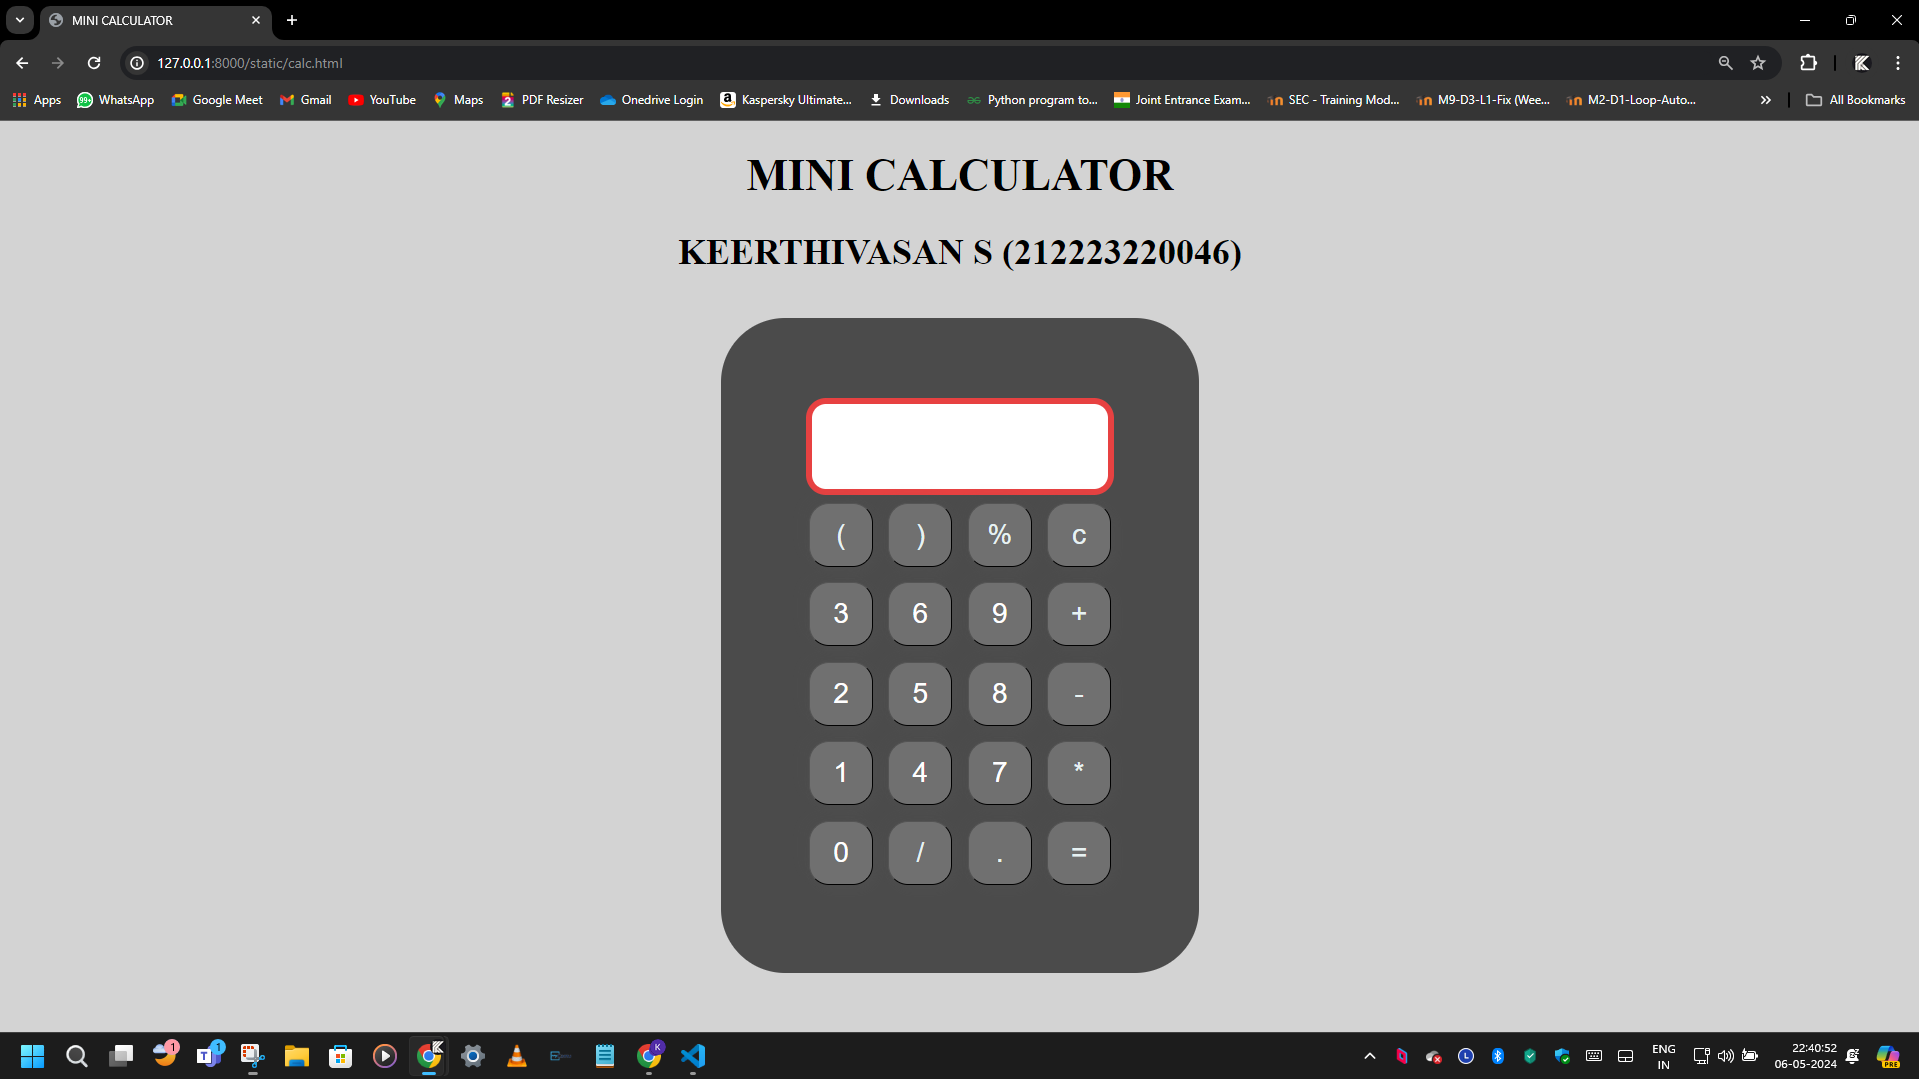 MINI CALCULATOR
127.0.0.1:8000/static/calc.html
Apps WhatsApp Google Meet Gmail YouTube Maps PDF Resizer Onedrive Login Kaspersky Ultimate... Downloads Python program to... Joint Entrance Exam... SEC - Training Mod... M9-D3-L1-Fix (Wee... M2-D1-Loop-Auto... All Bookmarks
MINI CALCULATOR
KEERTHIVASAN S (212223220046)
( ) % c
3 6 9 +
2 5 8 -
1 4 7 *
0 / . =
ENG 22:40:52
IN 06-05-2024